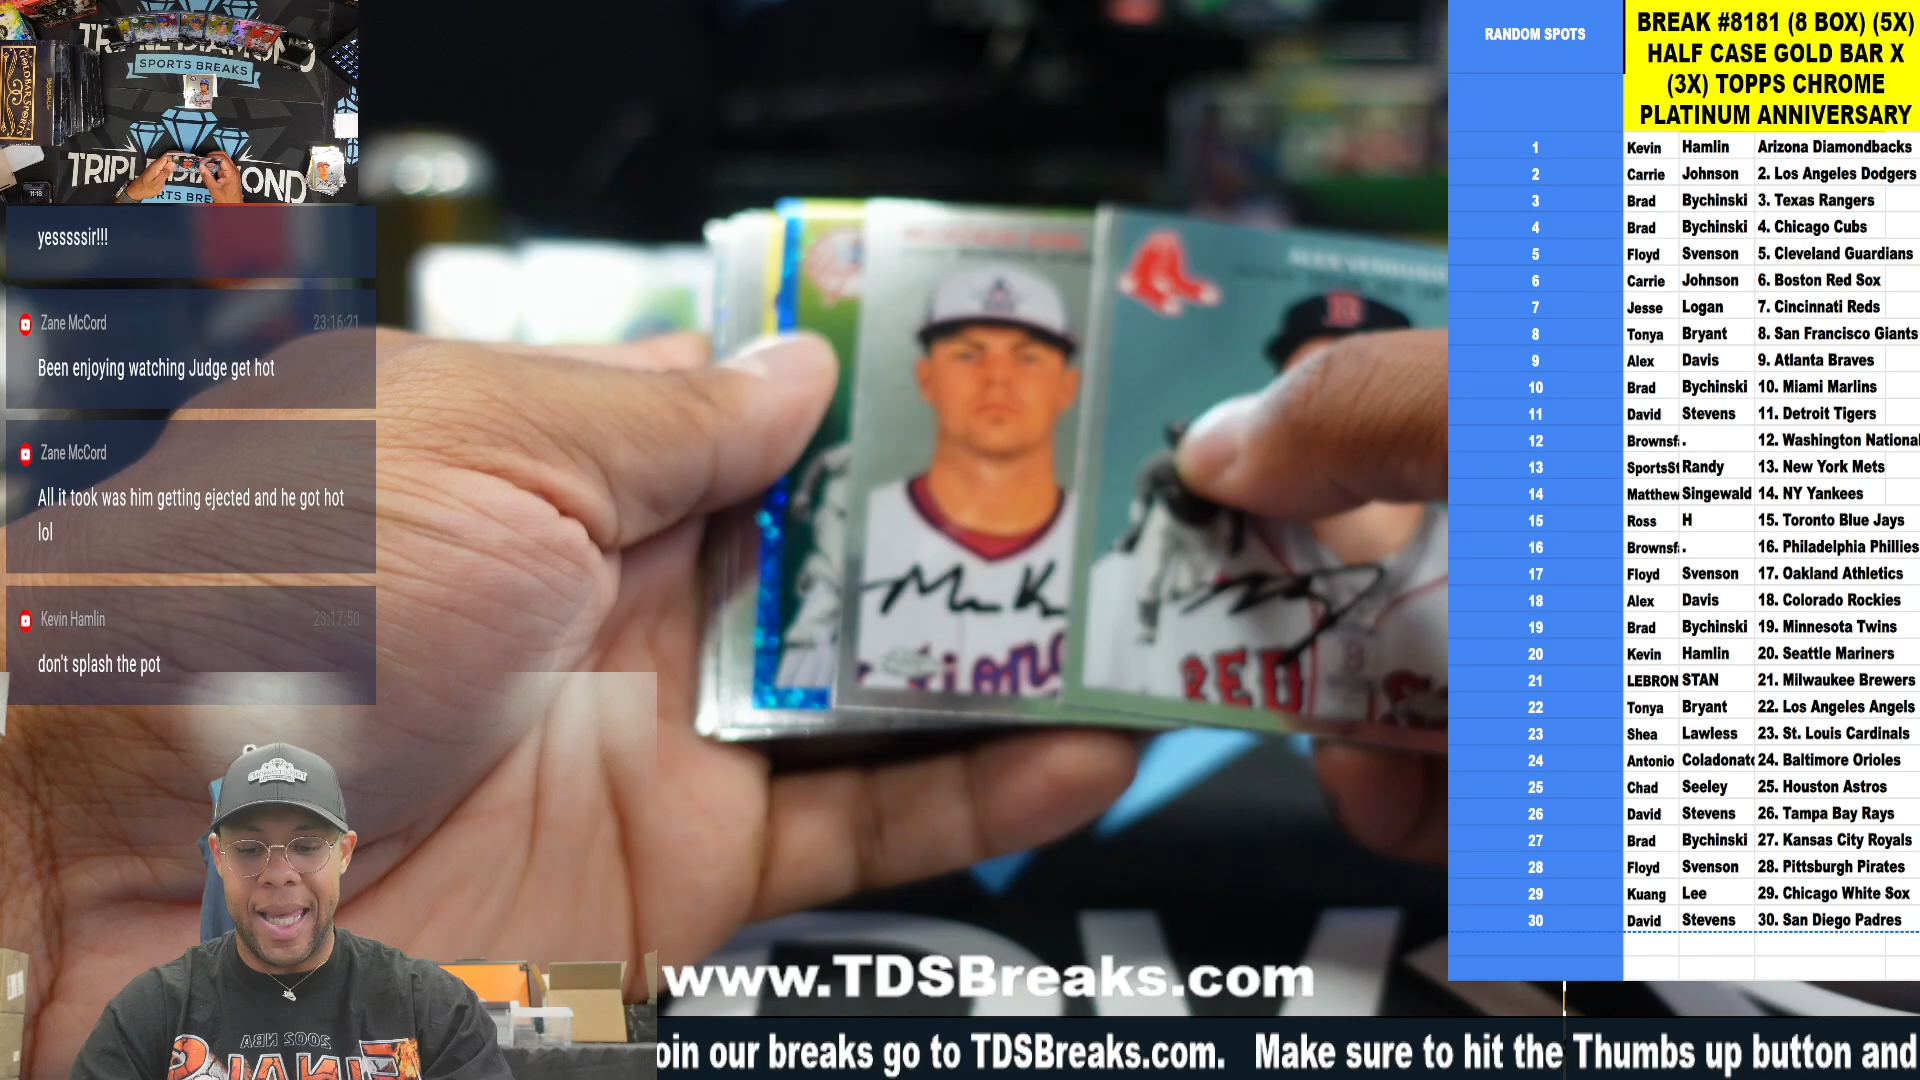 TRIPLE DIAMOND
SPORTS BREAKS
GOLD BAR SPORTS
yesssssir!!!
Zane McCord 23:16:21
Been enjoying watching Judge get hot
Zane McCord
All it took was him getting ejected and he got hot
lol
Kevin Hamlin 23:17:50
don't splash the pot
RED
www.TDSBreaks.com
oin our breaks go to TDSBreaks.com. Make sure to hit the Thumbs up button and
RANDOM SPOTS
BREAK #8181 (8 BOX) (5X)
HALF CASE GOLD BAR X
(3X) TOPPS CHROME
PLATINUM ANNIVERSARY
1 Kevin Hamlin Arizona Diamondbacks
2 Carrie Johnson 2. Los Angeles Dodgers
3 Brad Bychinski 3. Texas Rangers
4 Brad Bychinski 4. Chicago Cubs
5 Floyd Svenson 5. Cleveland Guardians
6 Carrie Johnson 6. Boston Red Sox
7 Jesse Logan 7. Cincinnati Reds
8 Tonya Bryant 8. San Francisco Giants
9 Alex Davis 9. Atlanta Braves
10 Brad Bychinski 10. Miami Marlins
11 David Stevens 11. Detroit Tigers
12 Brownsf . 12. Washington National
13 SportsSt Randy 13. New York Mets
14 Matthew Singewald 14. NY Yankees
15 Ross H 15. Toronto Blue Jays
16 Brownsf . 16. Philadelphia Phillies
17 Floyd Svenson 17. Oakland Athletics
18 Alex Davis 18. Colorado Rockies
19 Brad Bychinski 19. Minnesota Twins
20 Kevin Hamlin 20. Seattle Mariners
21 LEBRON STAN 21. Milwaukee Brewers
22 Tonya Bryant 22. Los Angeles Angels
23 Shea Lawless 23. St. Louis Cardinals
24 Antonio Coladonato 24. Baltimore Orioles
25 Chad Seeley 25. Houston Astros
26 David Stevens 26. Tampa Bay Rays
27 Brad Bychinski 27. Kansas City Royals
28 Floyd Svenson 28. Pittsburgh Pirates
29 Kuang Lee 29. Chicago White Sox
30 David Stevens 30. San Diego Padres